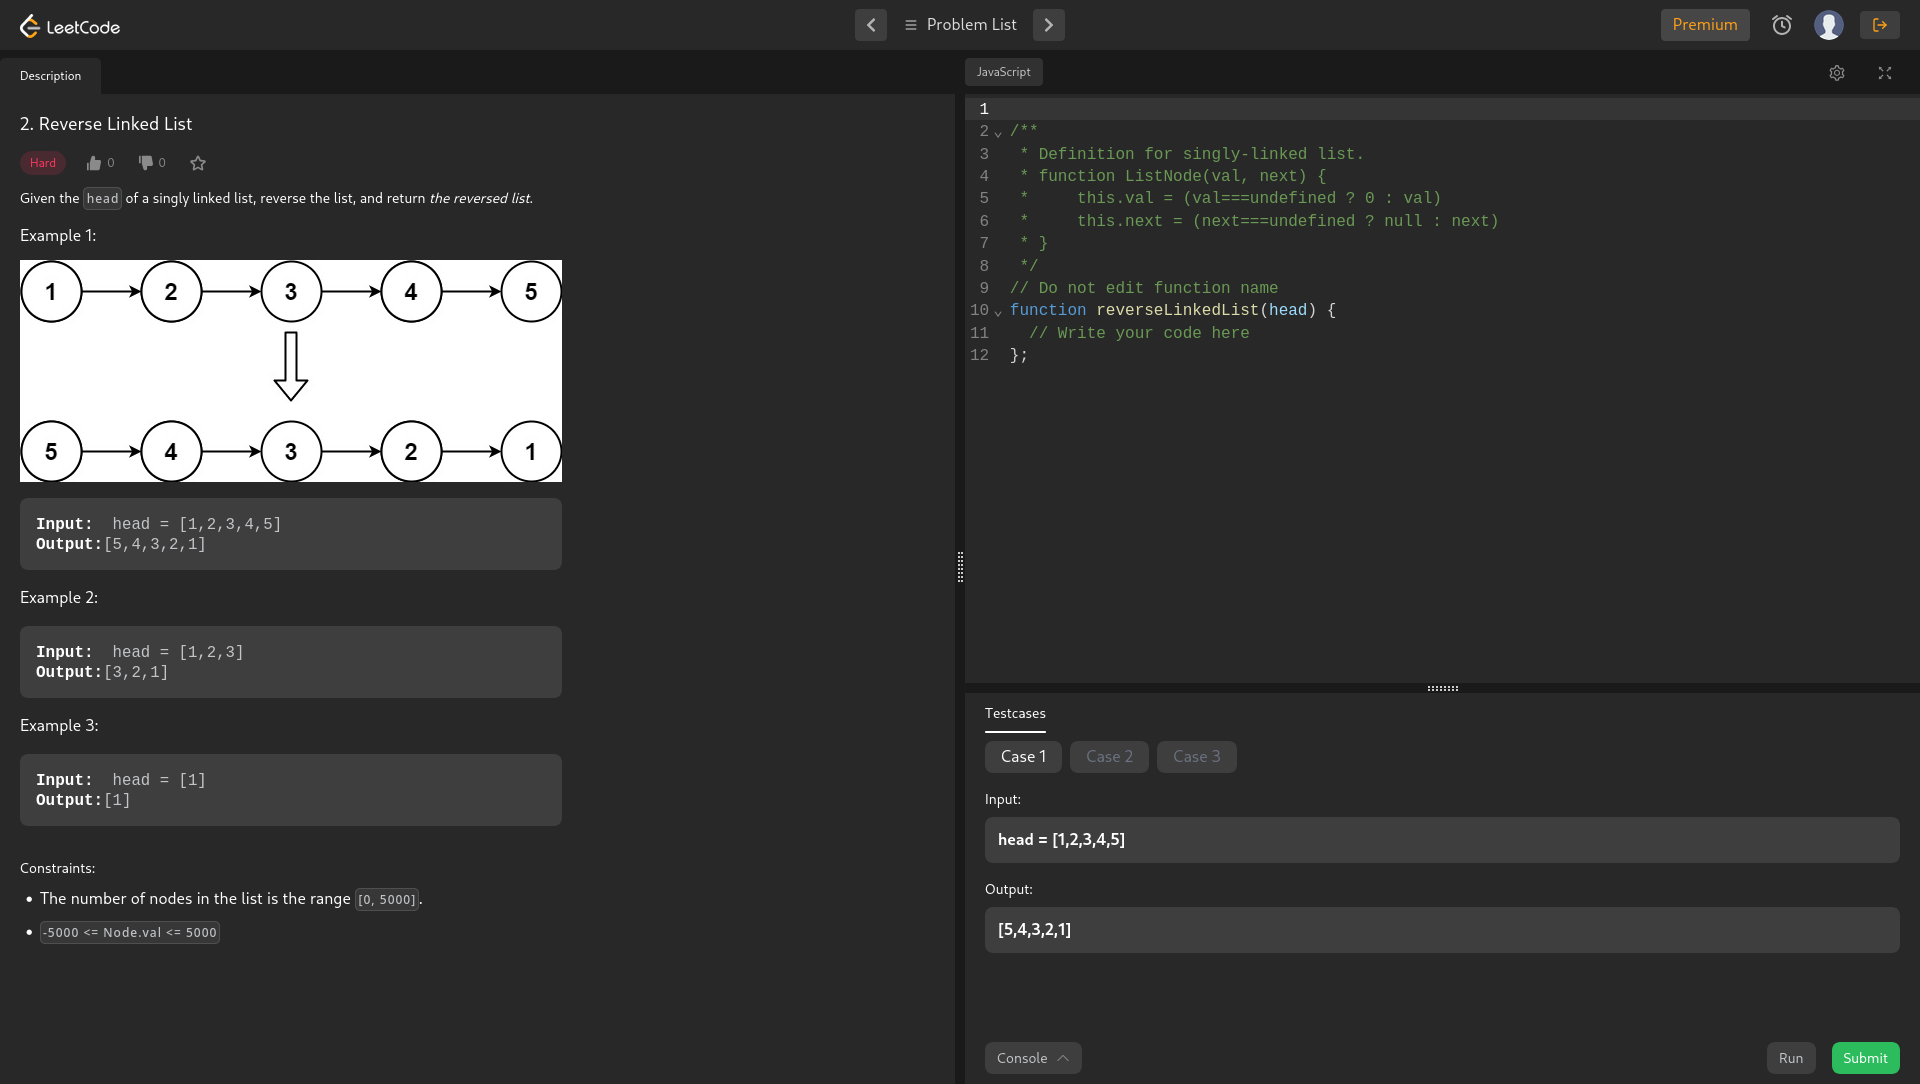 LeetCode
Problem List
Premium
Description
2. Reverse Linked List
Hard
0
0
Given the head of a singly linked list, reverse the list, and return the reversed list.
Example 1:
1 2 3 4 5
5 4 3 2 1
Input: head = [1,2,3,4,5]
Output:[5,4,3,2,1]
Example 2:
Input: head = [1,2,3]
Output:[3,2,1]
Example 3:
Input: head = [1]
Output:[1]
Constraints:
• The number of nodes in the list is the range [0, 5000].
• -5000 <= Node.val <= 5000
JavaScript
1
2 /**
3 * Definition for singly-linked list.
4 * function ListNode(val, next) {
5 *     this.val = (val===undefined ? 0 : val)
6 *     this.next = (next===undefined ? null : next)
7 * }
8 */
9 // Do not edit function name
10 function reverseLinkedList(head) {
11   // Write your code here
12 };
Testcases
Case 1 Case 2 Case 3
Input:
head = [1,2,3,4,5]
Output:
[5,4,3,2,1]
Console
Run
Submit